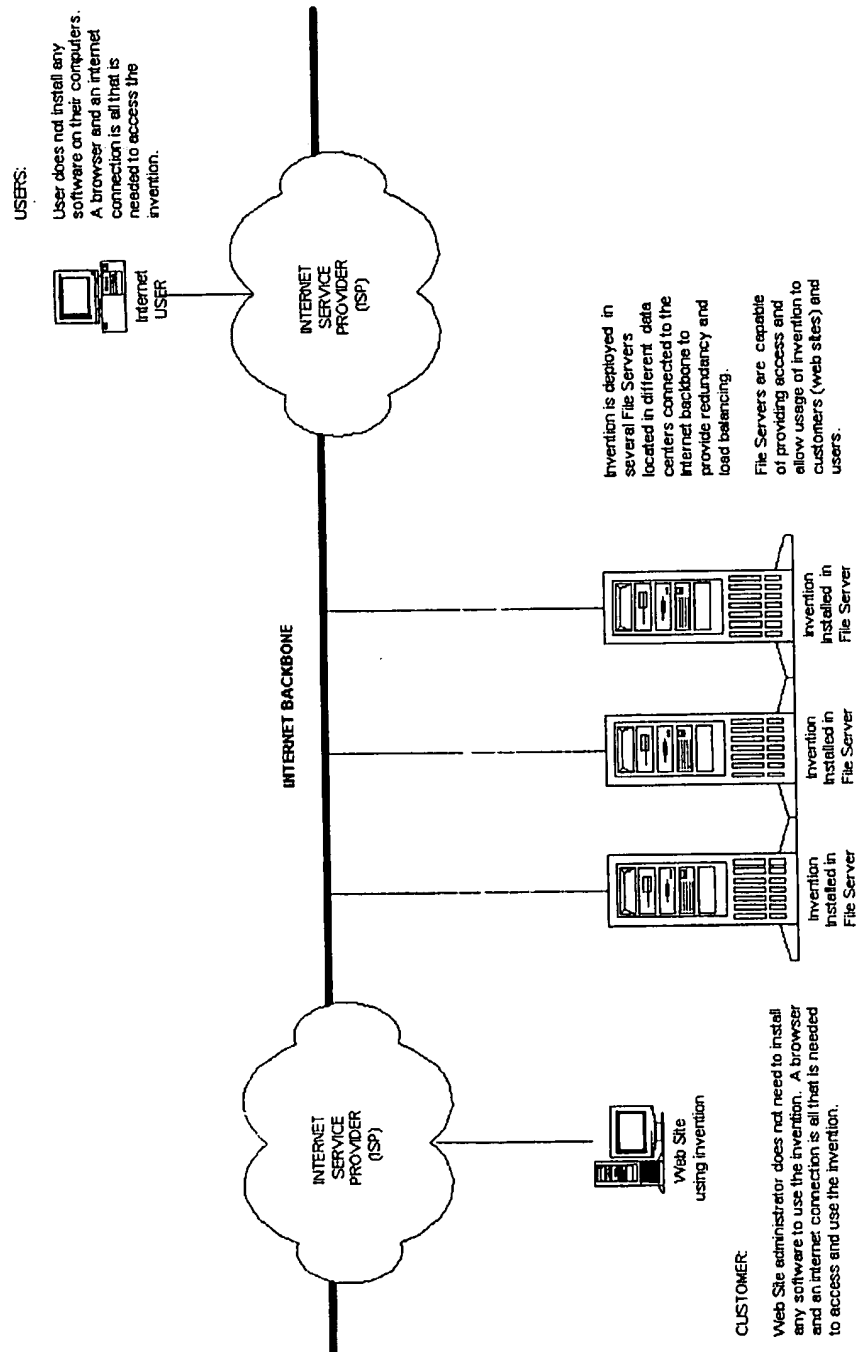 USERS:
User does not install any
software on their computers.
A browser and an internet
connection is all that is
needed to access the
invention.
Internet
USER
INTERNET
SERVICE
PROVIDER
(ISP)
INTERNET BACKBONE
Invention is deployed in
several File Servers
located in different data
centers connected to the
Internet backbone to
provide redundancy and
load balancing.
File Servers are capable
of providing access and
allow usage of invention to
customers (web sites) and
users.
Invention
Installed in
File Server
Invention
Installed in
File Server
Invention
Installed in
File Server
INTERNET
SERVICE
PROVIDER
(ISP)
Web Site
using invention
CUSTOMER:
Web Site administrator does not need to install
any software to use the invention. A browser
and an internet connection is all that is needed
to access and use the invention.